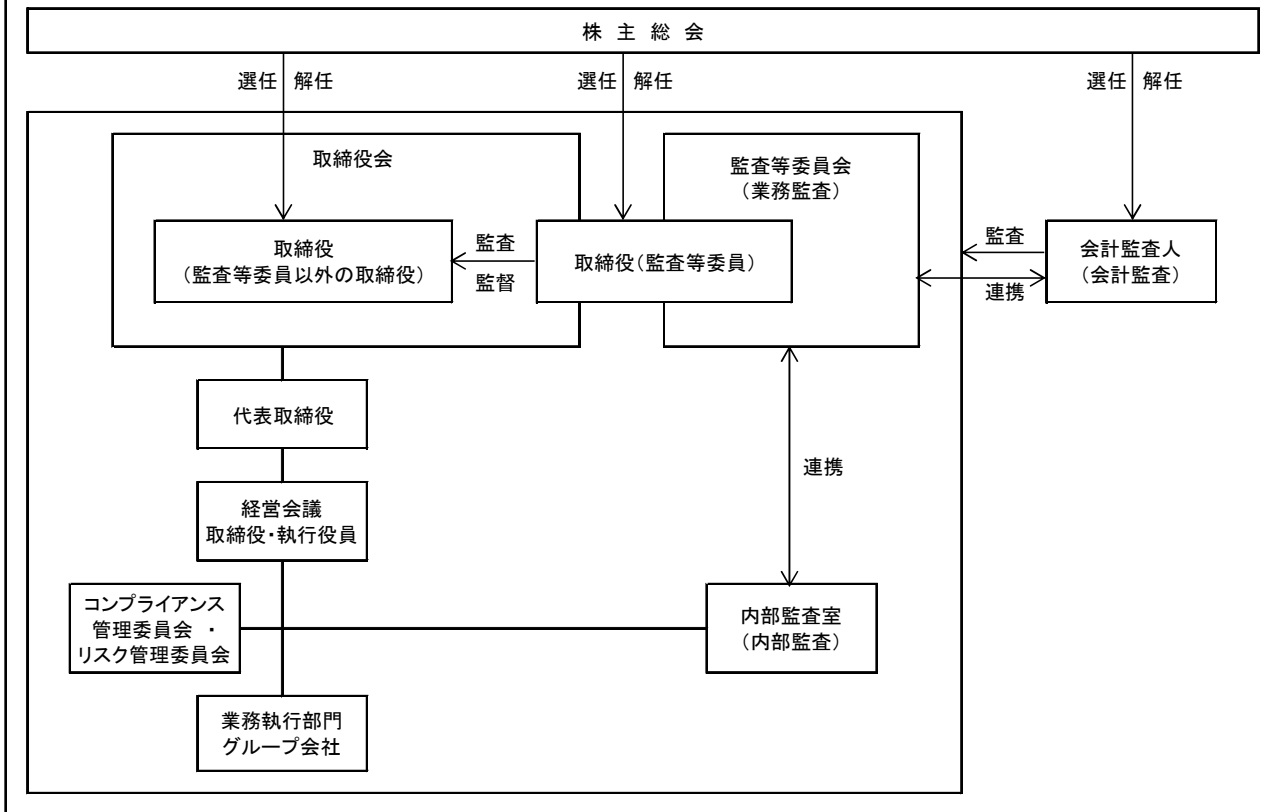 株 主 総 会
選任 解任
選任 解任
選任 解任
取締役会
監査等委員会
（業務監査）
取締役
（監査等委員以外の取締役）
監査
監督
取締役（監査等委員）
監査
連携
会計監査人
（会計監査）
代表取締役
連携
経営会議
取締役・執行役員
コンプライアンス
管理委員会 ・
リスク管理委員会
内部監査室
（内部監査）
業務執行部門
グループ会社